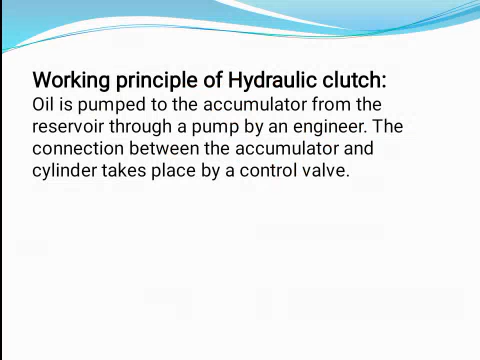 Working principle of Hydraulic clutch:
Oil is pumped to the accumulator from the
reservoir through a pump by an engineer. The
connection between the accumulator and
cylinder takes place by a control valve.